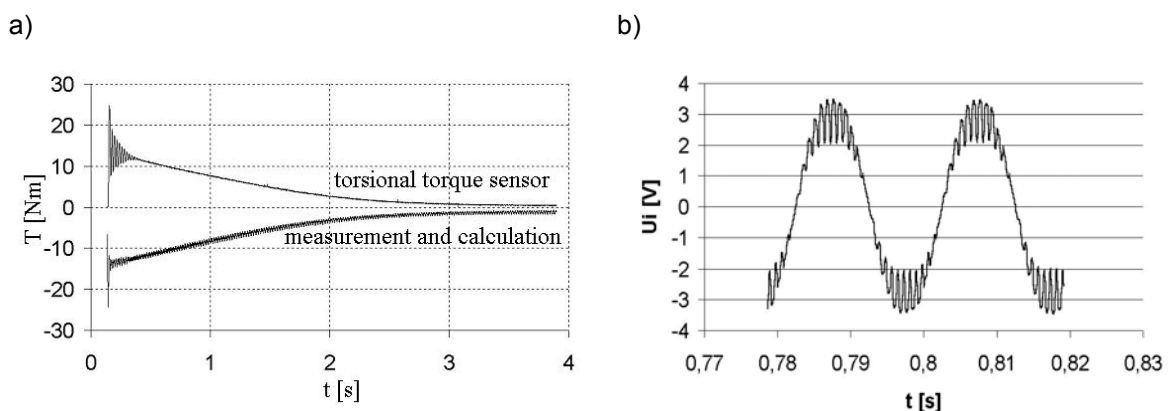 a)
30
20
10
0
-10
-20
-30
T [Nm]
torsional torque sensor
measurement and calculation
0 1 2 3 4
t [s]
b)
4
3
2
1
0
-1
-2
-3
-4
Ui [V]
0,77 0,78 0,79 0,8 0,81 0,82 0,83
t [s]